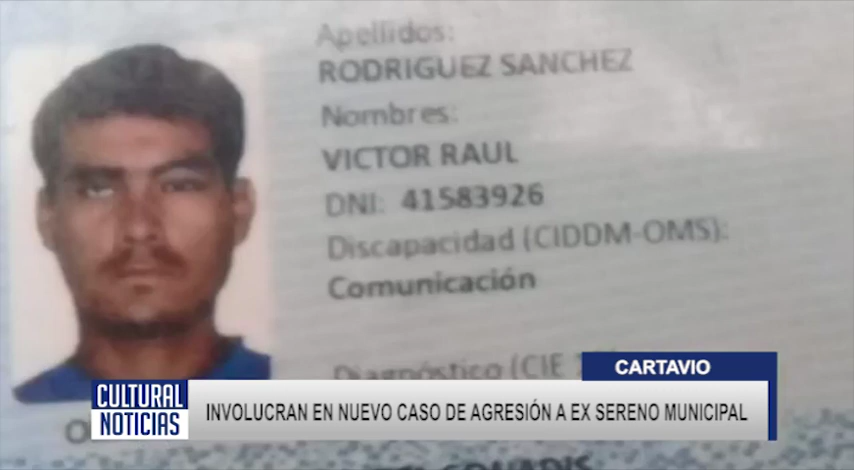 Apellidos:
RODRIGUEZ SANCHEZ
Nombres:
VICTOR RAUL
DNI: 41583926
Discapacidad (CIDDM-OMS):
Comunicación
Diagnóstico (CIE
CARTAVIO
CULTURAL
NOTICIAS
INVOLUCRAN EN NUEVO CASO DE AGRESIÓN A EX SERENO MUNICIPAL